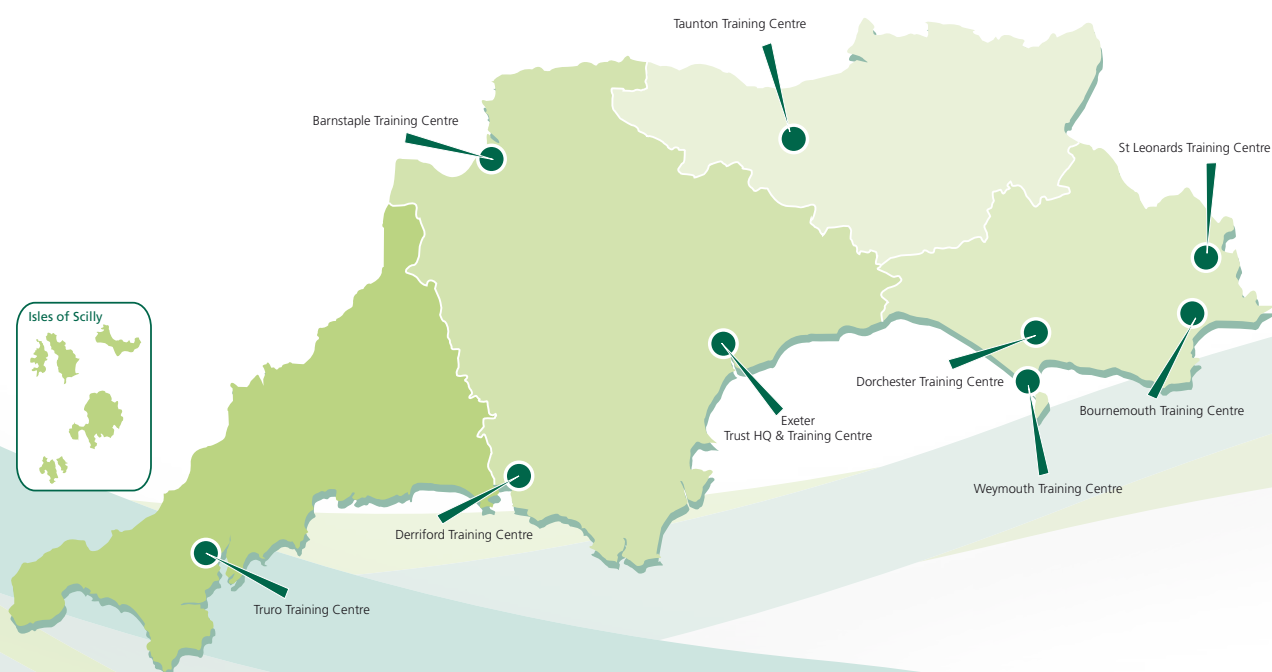 Taunton Training Centre
Barnstaple Training Centre
St Leonards Training Centre
Isles of Scilly
Dorchester Training Centre
Bournemouth Training Centre
Exeter
Trust HQ & Training Centre
Weymouth Training Centre
Derriford Training Centre
Truro Training Centre